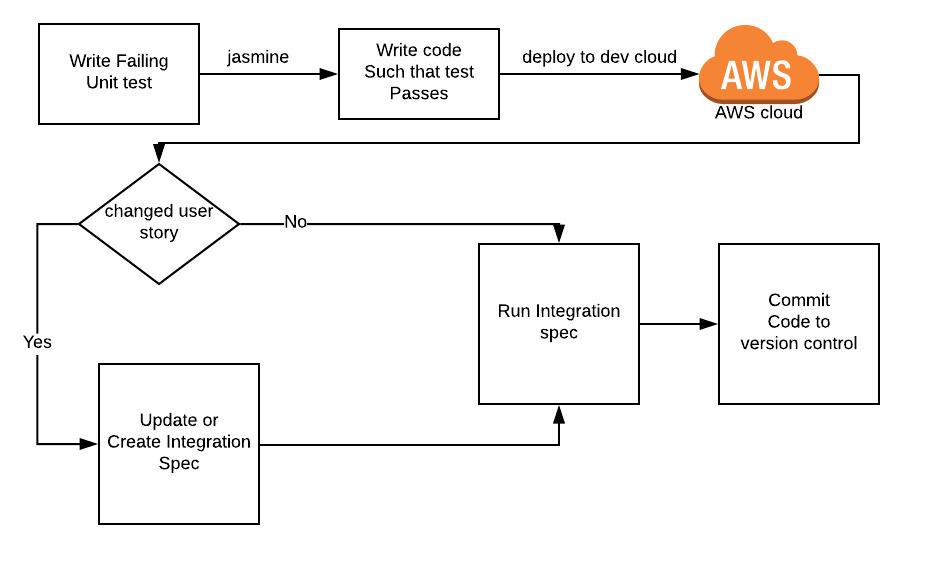 Write Failing
Unit test
jasmine
Write code
Such that test
Passes
deploy to dev cloud
AWS
AWS cloud
changed user
story
No
Yes
Run Integration
spec
Commit
Code to
version control
Update or
Create Integration
Spec